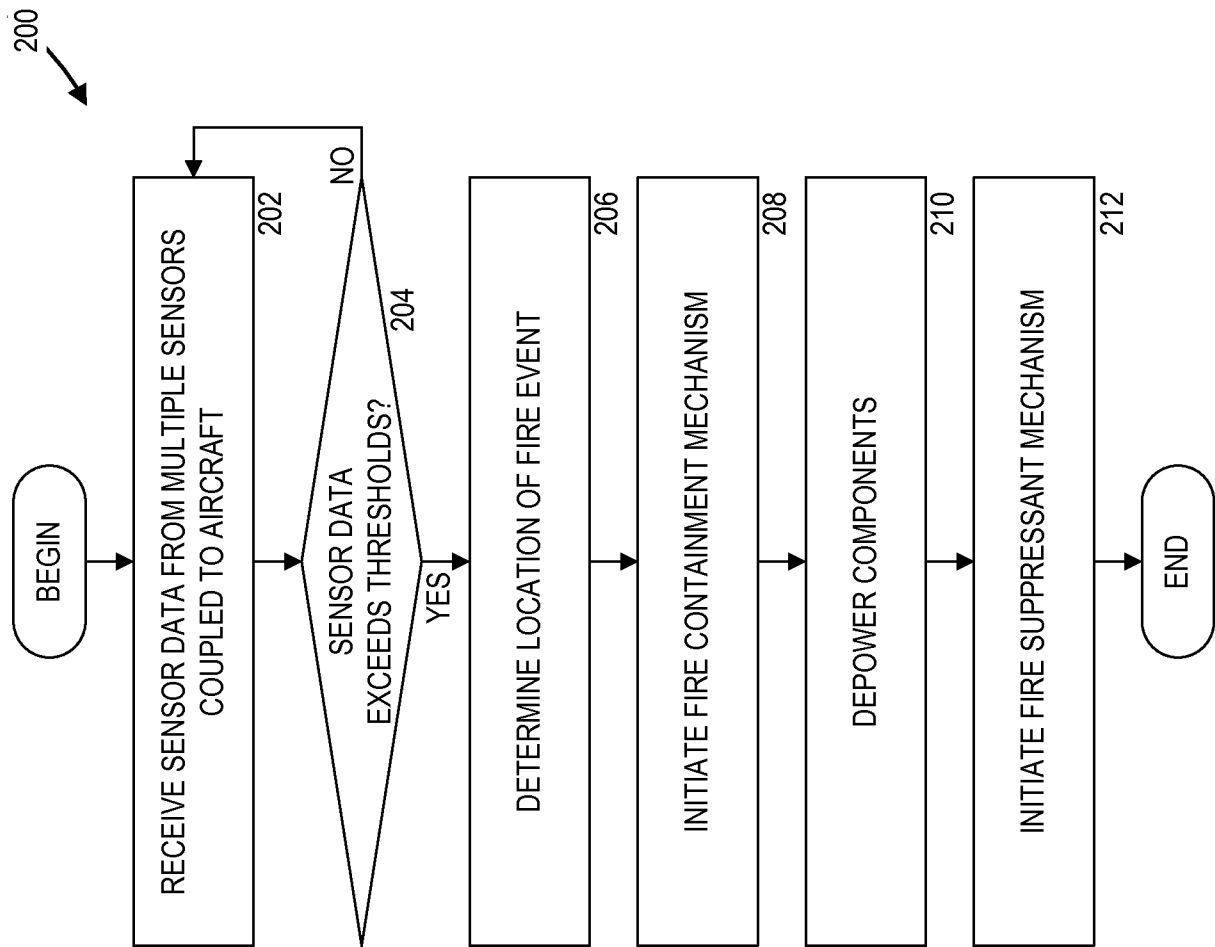 200
BEGIN
RECEIVE SENSOR DATA FROM MULTIPLE SENSORS
COUPLED TO AIRCRAFT
202
NO
SENSOR DATA
EXCEEDS THRESHOLDS?
204
YES
DETERMINE LOCATION OF FIRE EVENT
206
INITIATE FIRE CONTAINMENT MECHANISM
208
DEPOWER COMPONENTS
210
INITIATE FIRE SUPPRESSANT MECHANISM
212
END